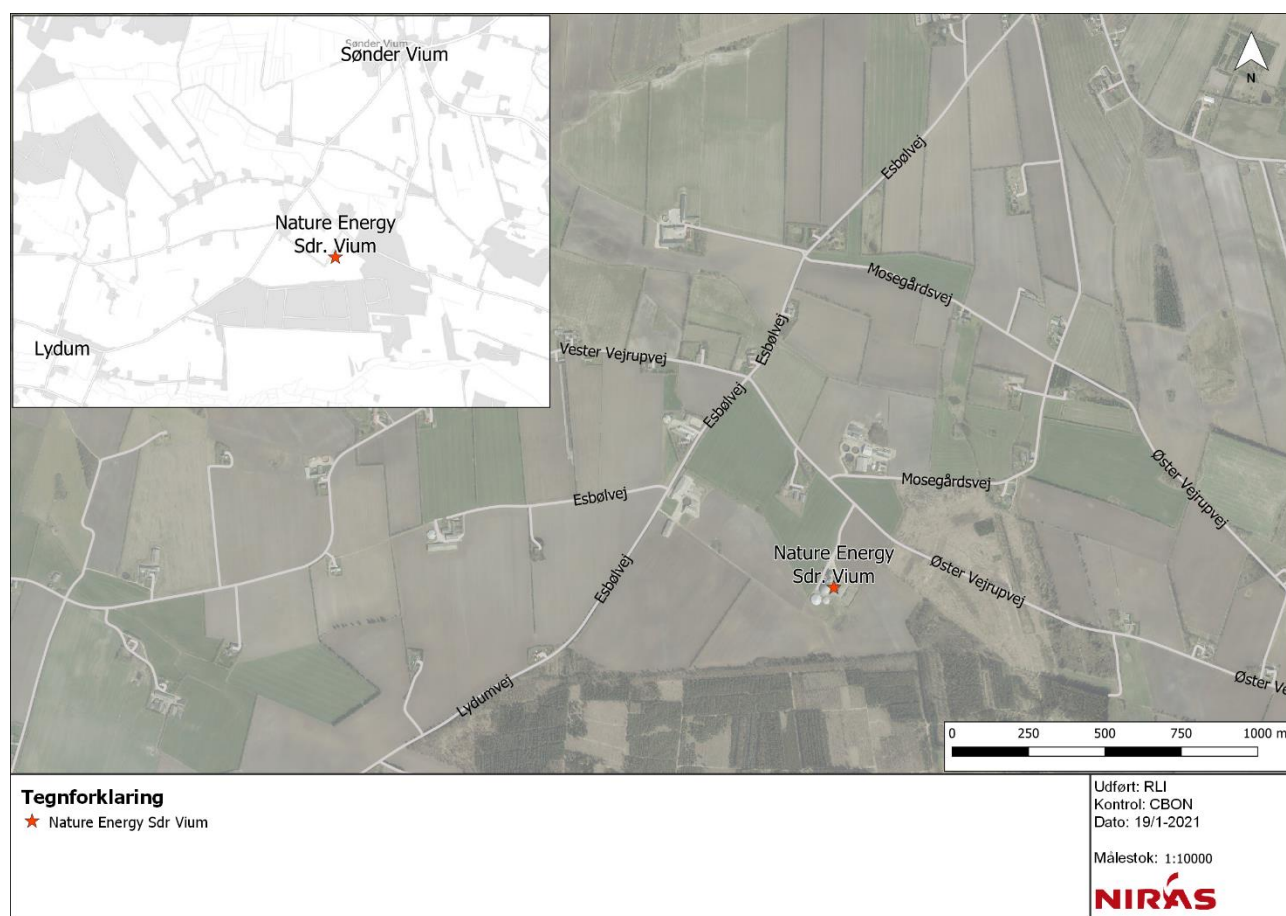 Sønder Vium
Sønder Vium
Nature Energy
Sdr. Vium
Lydum
N
Esbølvej
Mosegårdsvej
Esbølvej
Vester Vejrupvej
Esbølvej
Øster Vejrupvej
Mosegårdsvej
Esbølvej
Nature Energy
Sdr. Vium
Øster Vejrupvej
Esbølvej
Lydumvej
Øster Ve
0 250 500 750 1000 m
Tegnforklaring
Nature Energy Sdr Vium
Udført: RLI
Kontrol: CBON
Dato: 19/1-2021
Målestok: 1:10000
NIRAS